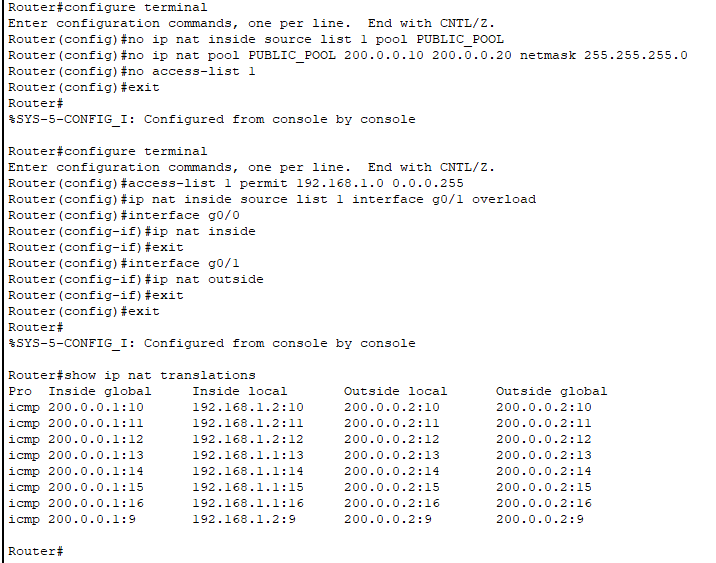 Router#configure terminal
Enter configuration commands, one per line.  End with CNTL/Z.
Router(config)#no ip nat inside source list 1 pool PUBLIC_POOL
Router(config)#no ip nat pool PUBLIC_POOL 200.0.0.10 200.0.0.20 netmask 255.255.255.0
Router(config)#no access-list 1
Router(config)#exit
Router#
%SYS-5-CONFIG_I: Configured from console by console
Router#configure terminal
Enter configuration commands, one per line.  End with CNTL/Z.
Router(config)#access-list 1 permit 192.168.1.0 0.0.0.255
Router(config)#ip nat inside source list 1 interface g0/1 overload
Router(config)#interface g0/0
Router(config-if)#ip nat inside
Router(config-if)#exit
Router(config)#interface g0/1
Router(config-if)#ip nat outside
Router(config-if)#exit
Router(config)#exit
Router#
%SYS-5-CONFIG_I: Configured from console by console
Router#show ip nat translations
Pro  Inside global     Inside local       Outside local      Outside global
icmp 200.0.0.1:10      192.168.1.2:10     200.0.0.2:10       200.0.0.2:10
icmp 200.0.0.1:11      192.168.1.2:11     200.0.0.2:11       200.0.0.2:11
icmp 200.0.0.1:12      192.168.1.2:12     200.0.0.2:12       200.0.0.2:12
icmp 200.0.0.1:13      192.168.1.1:13     200.0.0.2:13       200.0.0.2:13
icmp 200.0.0.1:14      192.168.1.1:14     200.0.0.2:14       200.0.0.2:14
icmp 200.0.0.1:15      192.168.1.1:15     200.0.0.2:15       200.0.0.2:15
icmp 200.0.0.1:16      192.168.1.1:16     200.0.0.2:16       200.0.0.2:16
icmp 200.0.0.1:9       192.168.1.2:9      200.0.0.2:9        200.0.0.2:9
Router#